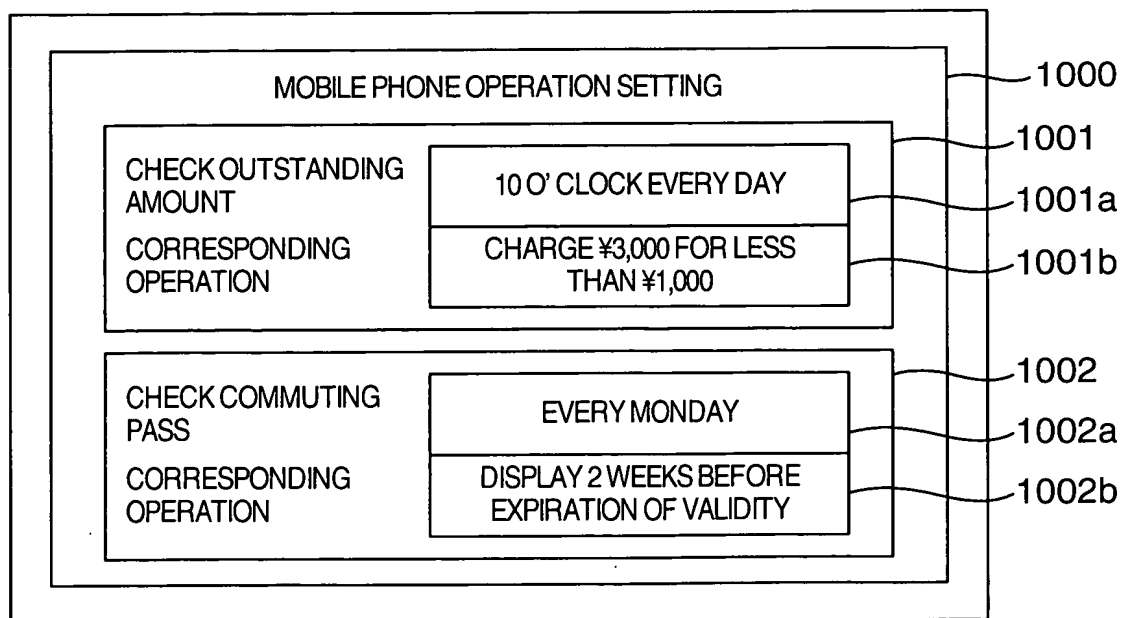 MOBILE PHONE OPERATION SETTING
1000
1001
CHECK OUTSTANDING
AMOUNT
10 O' CLOCK EVERY DAY
1001a
CORRESPONDING
OPERATION
CHARGE ¥3,000 FOR LESS
THAN ¥1,000
1001b
1002
CHECK COMMUTING
PASS
EVERY MONDAY
1002a
CORRESPONDING
OPERATION
DISPLAY 2 WEEKS BEFORE
EXPIRATION OF VALIDITY
1002b